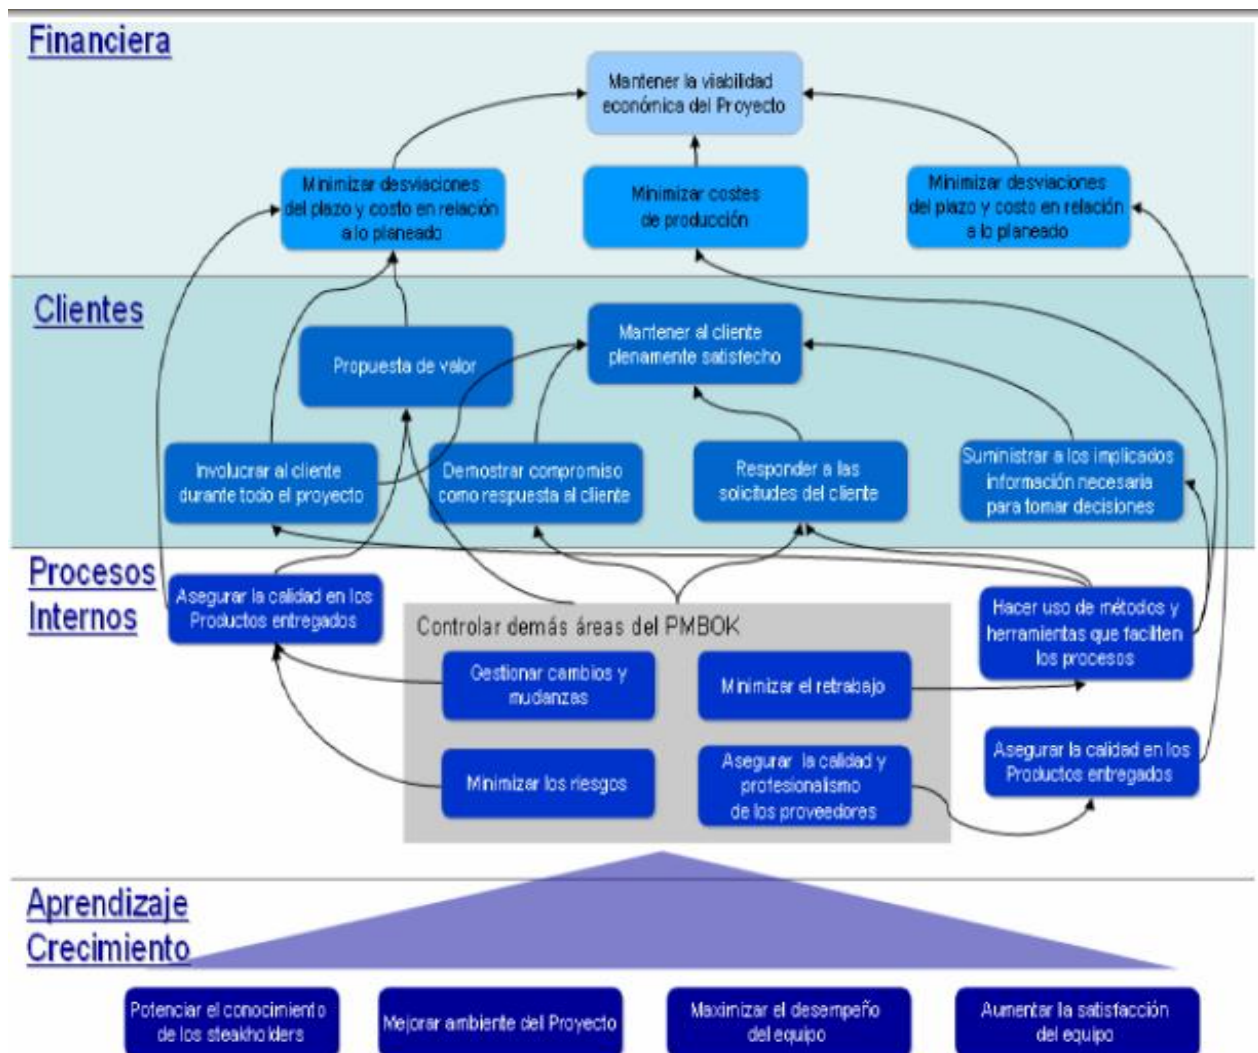 Financiera
Mantener la viabilidad
económica del Proyecto
Minimizar desviaciones
del plazo y costo en relación
a lo planeado
Minimizar costes
de producción
Minimizar desviaciones
del plazo y costo en relación
a lo planeado
Clientes
Propuesta de valor
Mantener al cliente
plenamente satisfecho
Involucrar al cliente
durante todo el proyecto
Demostrar compromiso
como respuesta al cliente
Responder a las
solicitudes del cliente
Suministrar a los implicados
información necesaria
para tomar decisiones
Procesos
Internos
Asegurar la calidad en los
Productos entregados
Controlar demás áreas del PMBOK
Gestionar cambios y
mudanzas
Minimizar el retrabajo
Minimizar los riesgos
Asegurar la calidad y
profesionalismo
de los proveedores
Hacer uso de métodos y
herramientas que faciliten
los procesos
Asegurar la calidad en los
Productos entregados
Aprendizaje
Crecimiento
Potenciar el conocimiento
de los steakholders
Mejorar ambiente del Proyecto
Maximizar el desempeño
del equipo
Aumentar la satisfacción
del equipo